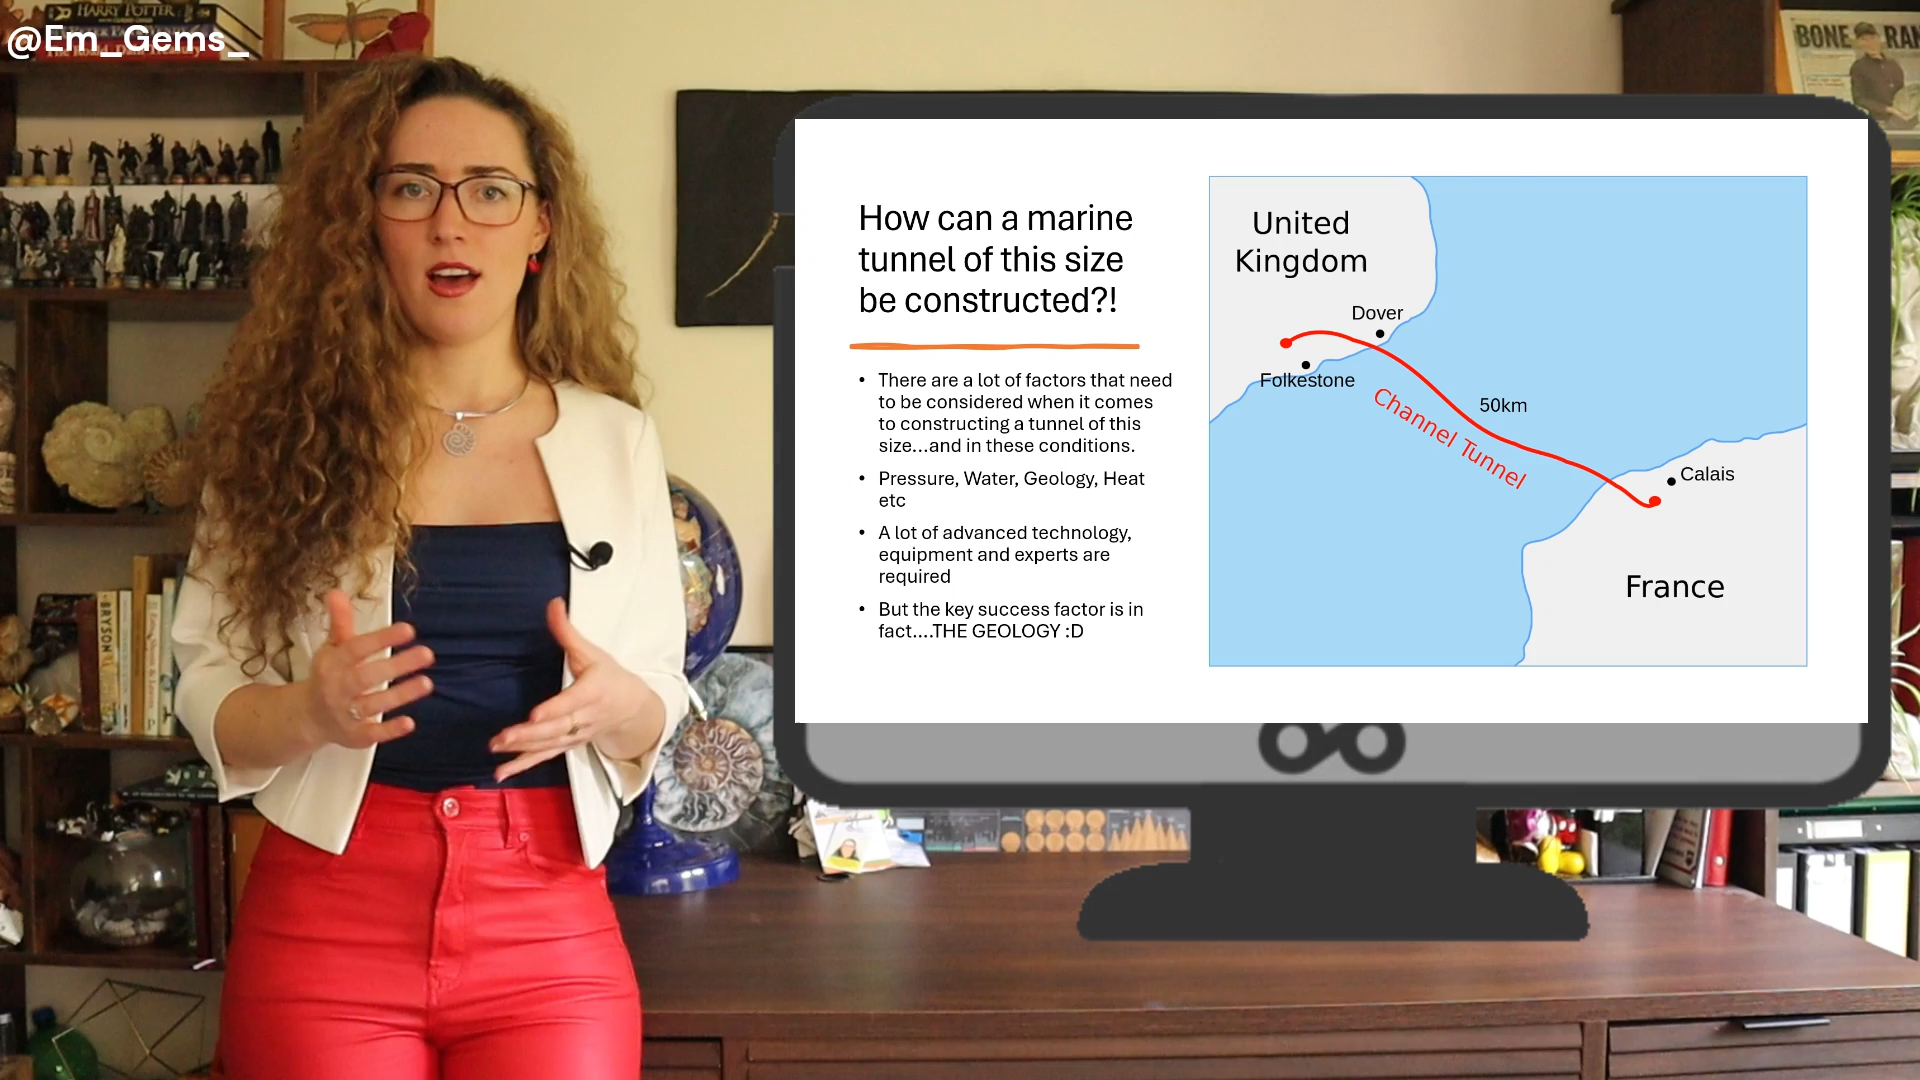 @Em_Gems_
HARRY POTTER
BONE
RAN
BRYSON
How can a marine
tunnel of this size
be constructed?!
• There are a lot of factors that need
to be considered when it comes
to constructing a tunnel of this
size...and in these conditions.
• Pressure, Water, Geology, Heat
etc
• A lot of advanced technology,
equipment and experts are
required
• But the key success factor is in
fact....THE GEOLOGY :D
United
Kingdom
Dover
Folkestone
50km
Channel Tunnel
Calais
France